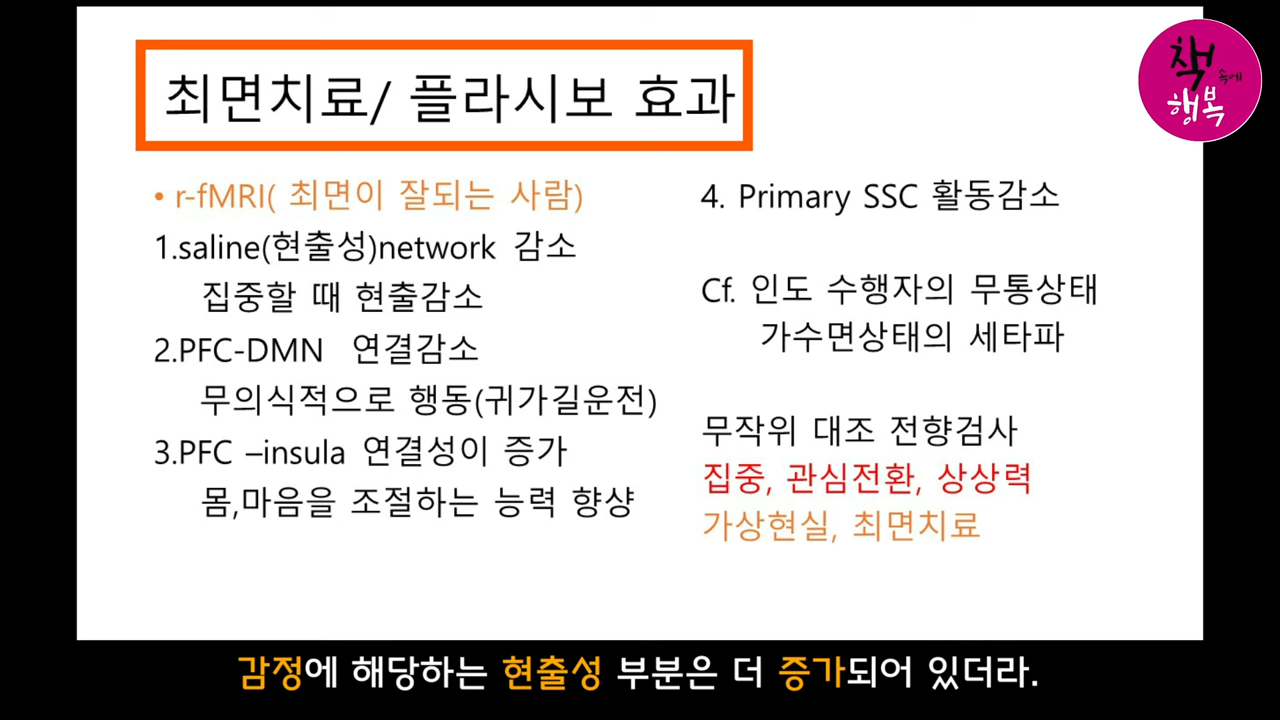 책
속에
행복
최면치료/ 플라시보 효과
• r-fMRI( 최면이 잘되는 사람)
1.saline(현출성)network 감소
집중할 때 현출감소
2.PFC-DMN 연결감소
무의식적으로 행동(귀가길운전)
3.PFC –insula 연결성이 증가
몸,마음을 조절하는 능력 향샹
4. Primary SSC 활동감소
Cf. 인도 수행자의 무통상태
가수면상태의 세타파
무작위 대조 전향검사
집중, 관심전환, 상상력
가상현실, 최면치료
감정에 해당하는 현출성 부분은 더 증가되어 있더라.